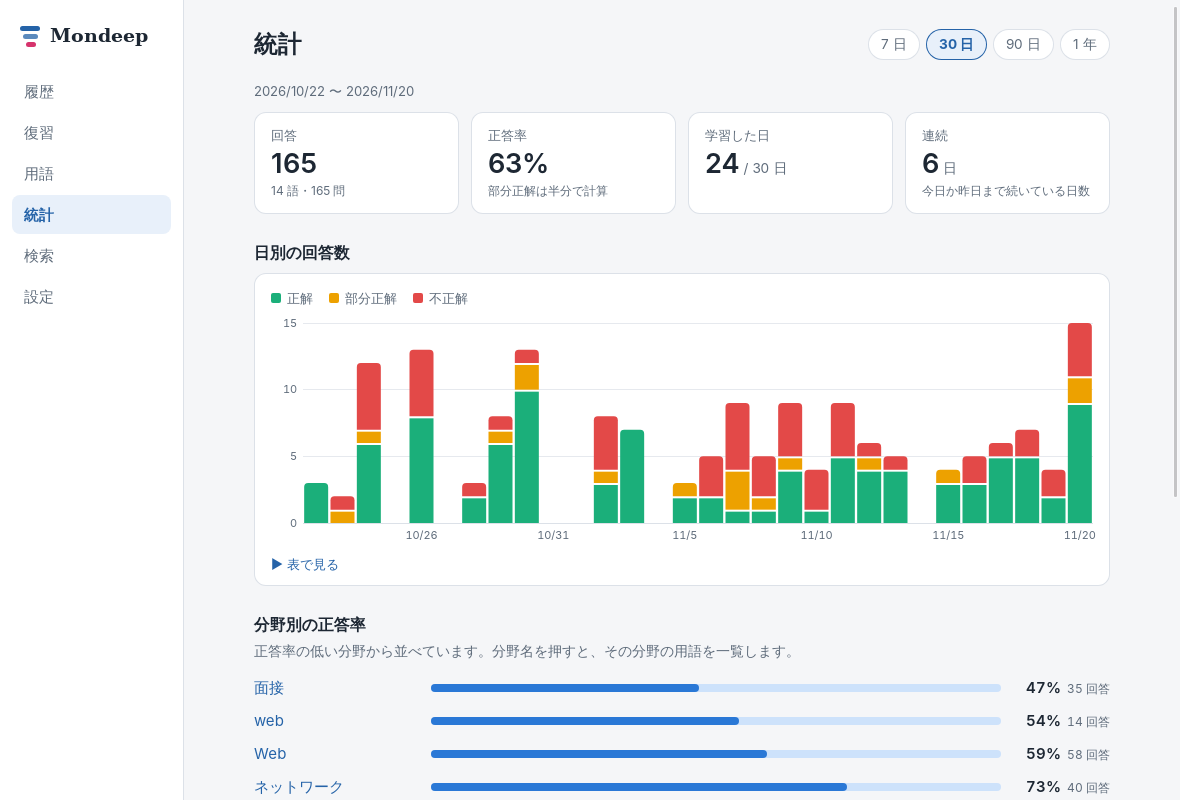 Mondeep
履歴
復習
用語
統計
検索
設定
統計
7 日
30 日
90 日
1 年
2026/10/22 〜 2026/11/20
回答
165
14 語・165 問
正答率
63%
部分正解は半分で計算
学習した日
24 / 30 日
連続
6 日
今日か昨日まで続いている日数
日別の回答数
正解 部分正解 不正解
15
10
5
0
10/26 10/31 11/5 11/10 11/15 11/20
▶ 表で見る
分野別の正答率
正答率の低い分野から並べています。分野名を押すと、その分野の用語を一覧します。
面接 47% 35 回答
web 54% 14 回答
Web 59% 58 回答
ネットワーク 73% 40 回答